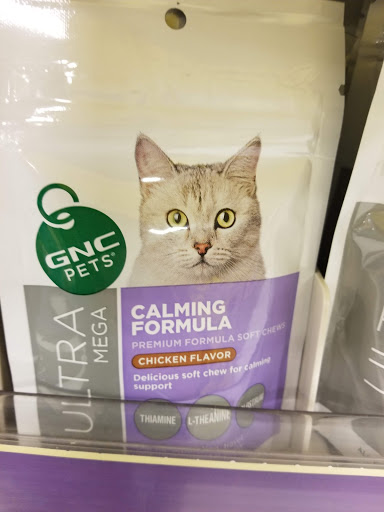 GNC
PETS
ULTRA
MEGA
CALMING
FORMULA
PREMIUM FORMULA SOFT CHEWS
CHICKEN FLAVOR
Delicious soft chew for calming
support
THIAMINE
L-THEANINE